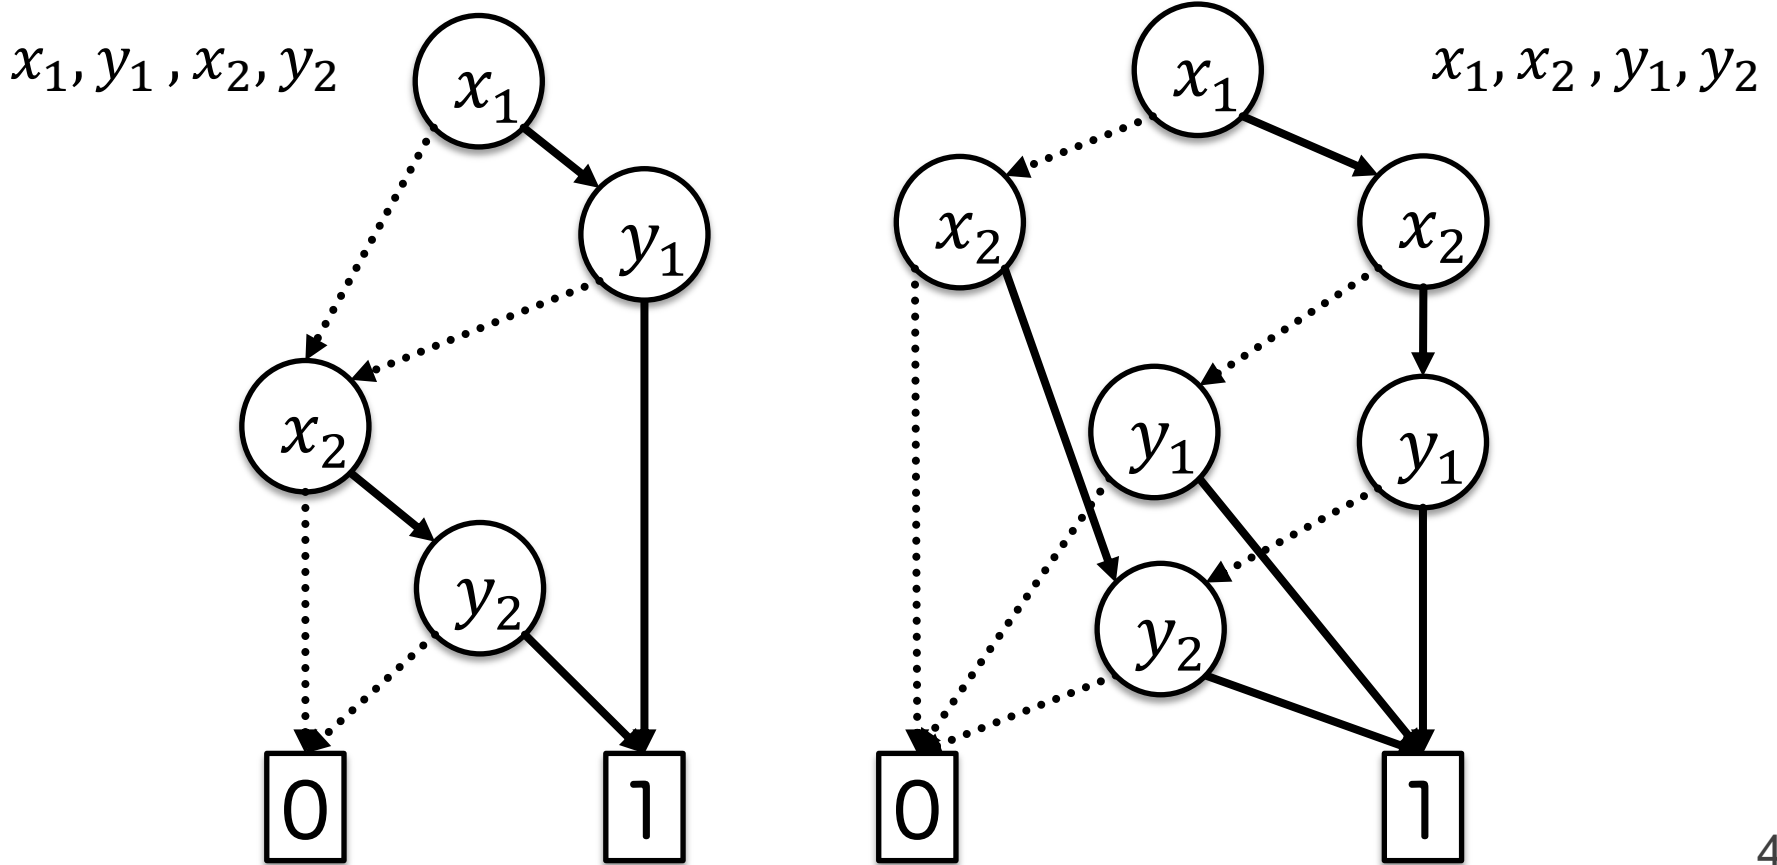 x₁, y₁ , x₂, y₂
x₁
y₁
x₂
y₂
0
1
x₁, x₂ , y₁, y₂
x₁
x₂
x₂
y₁
y₁
y₂
0
1
4